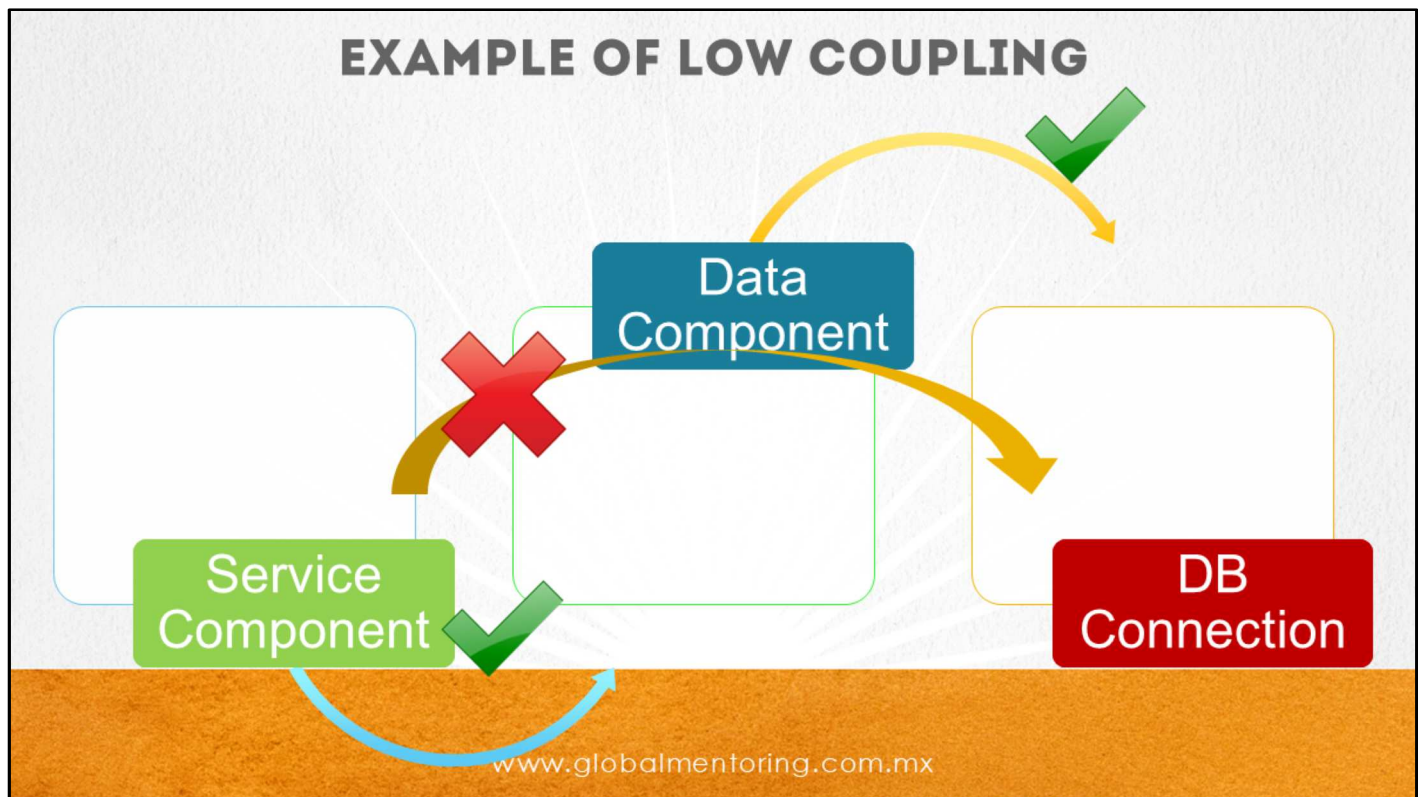 EXAMPLE OF LOW COUPLING
Data
Component
Service
Component
DB
Connection
www.globalmentoring.com.mx